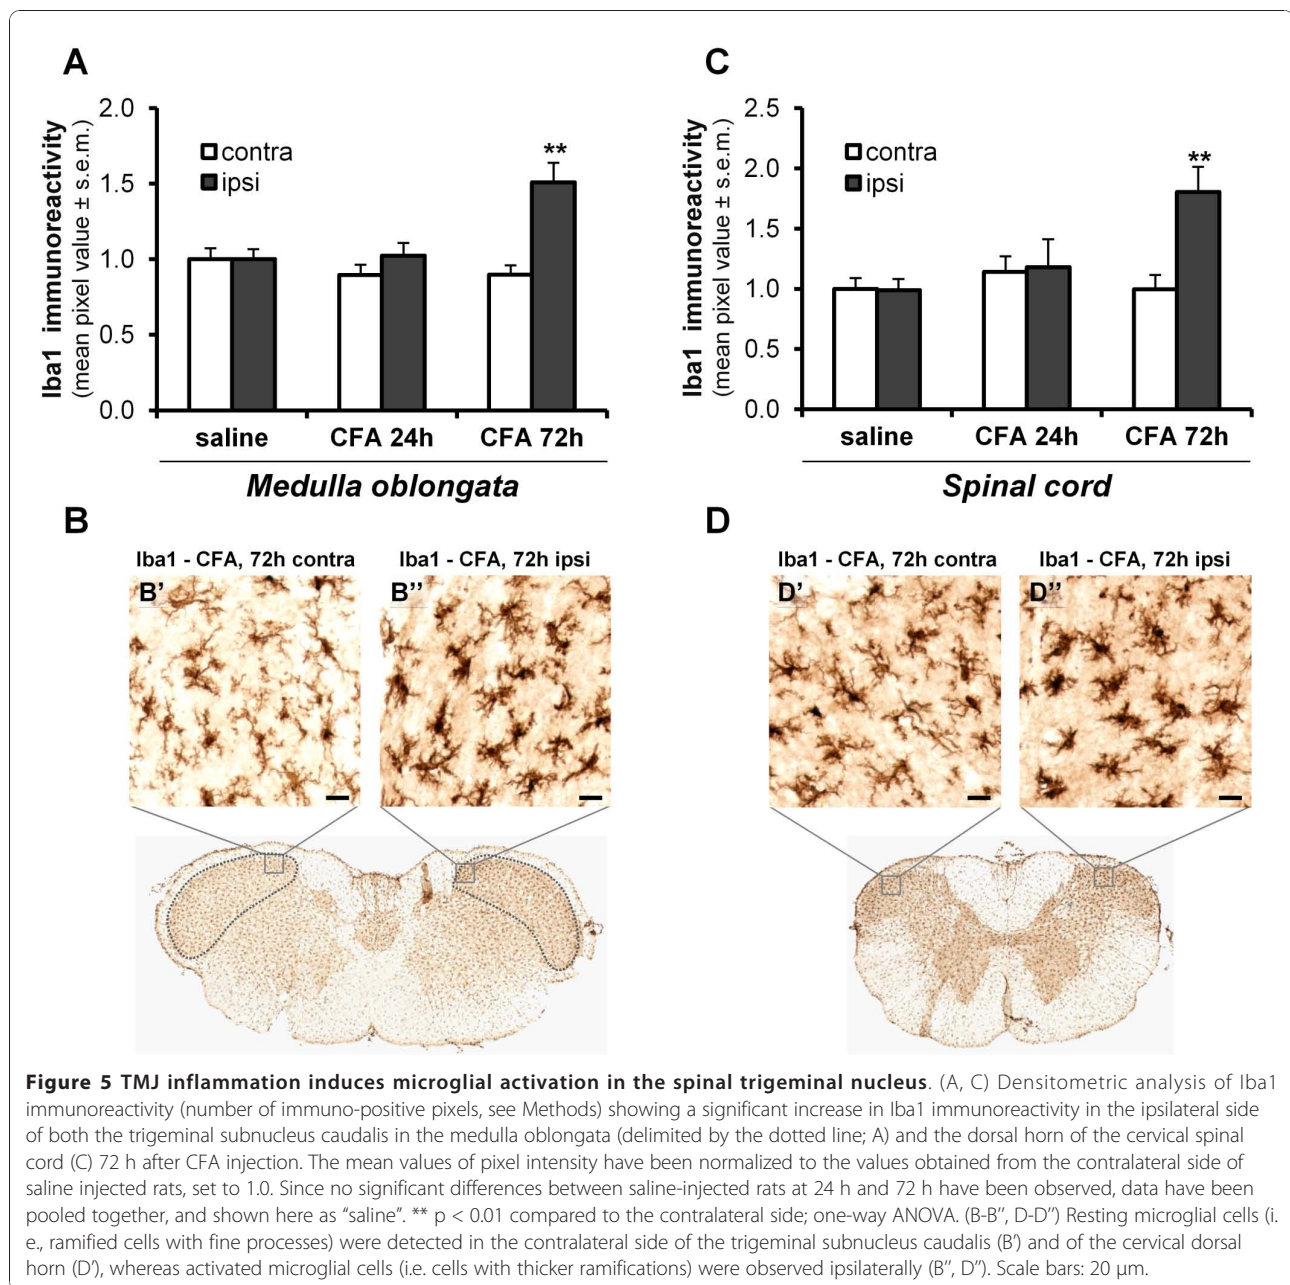 A
Iba1 immunoreactivity
(mean pixel value ± s.e.m.)
2.0
1.5
1.0
0.5
0.0
contra
ipsi
**
saline CFA 24h CFA 72h
Medulla oblongata
C
Iba1 immunoreactivity
(mean pixel value ± s.e.m.)
2.5
2.0
1.5
1.0
0.5
0.0
contra
ipsi
**
saline CFA 24h CFA 72h
Spinal cord
B
Iba1 - CFA, 72h contra
B'
Iba1 - CFA, 72h ipsi
B''
D
Iba1 - CFA, 72h contra
D'
Iba1 - CFA, 72h ipsi
D''
Figure 5 TMJ inflammation induces microglial activation in the spinal trigeminal nucleus. (A, C) Densitometric analysis of Iba1
immunoreactivity (number of immuno-positive pixels, see Methods) showing a significant increase in Iba1 immunoreactivity in the ipsilateral side
of both the trigeminal subnucleus caudalis in the medulla oblongata (delimited by the dotted line; A) and the dorsal horn of the cervical spinal
cord (C) 72 h after CFA injection. The mean values of pixel intensity have been normalized to the values obtained from the contralateral side of
saline injected rats, set to 1.0. Since no significant differences between saline-injected rats at 24 h and 72 h have been observed, data have been
pooled together, and shown here as “saline”. ** p < 0.01 compared to the contralateral side; one-way ANOVA. (B-B”, D-D”) Resting microglial cells (i.
e., ramified cells with fine processes) were detected in the contralateral side of the trigeminal subnucleus caudalis (B’) and of the cervical dorsal
horn (D’), whereas activated microglial cells (i.e. cells with thicker ramifications) were observed ipsilaterally (B”, D”). Scale bars: 20 μm.